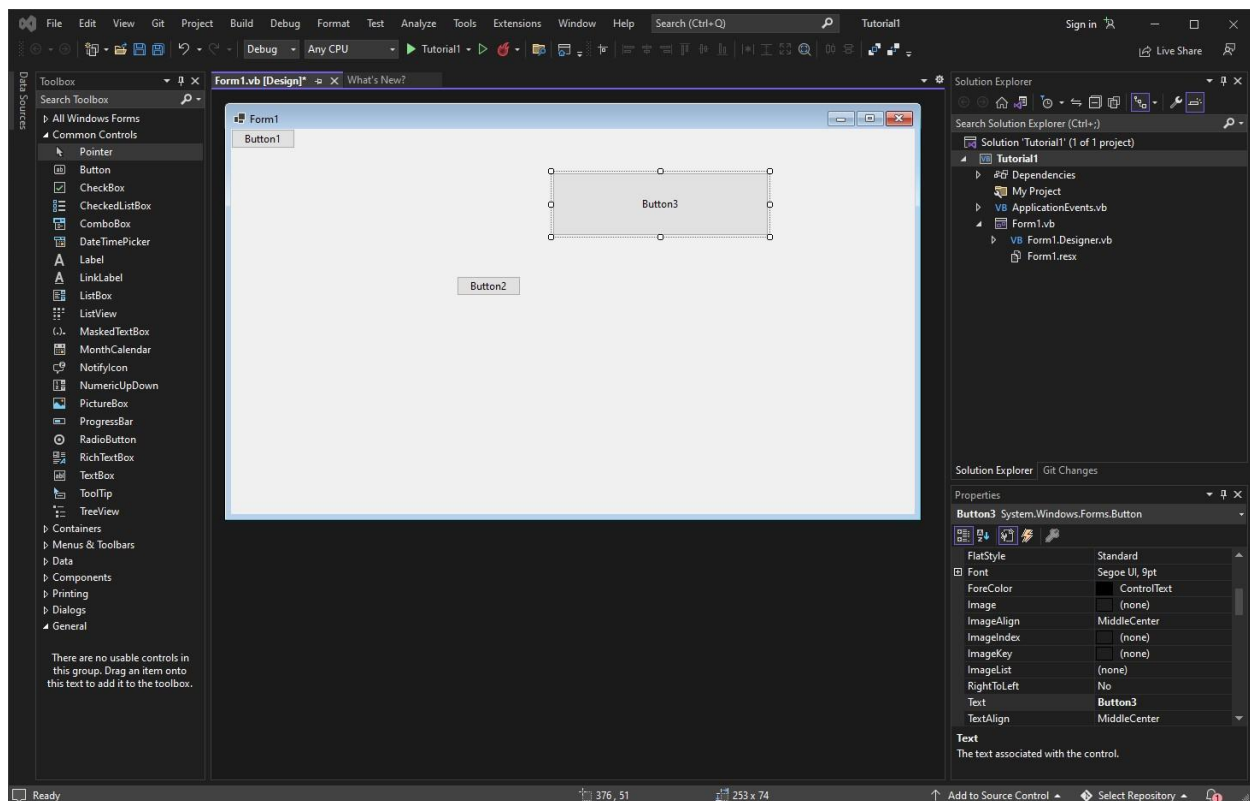 File Edit View Git Project Build Debug Format Test Analyze Tools Extensions Window Help Search (Ctrl+Q) Tutorial1 Sign in
Debug Any CPU Tutorial1 Live Share
Data Sources
Toolbox
Search Toolbox
All Windows Forms
Common Controls
Pointer
Button
CheckBox
CheckedListBox
ComboBox
DateTimePicker
Label
LinkLabel
ListBox
ListView
MaskedTextBox
MonthCalendar
NotifyIcon
NumericUpDown
PictureBox
ProgressBar
RadioButton
RichTextBox
TextBox
ToolTip
TreeView
Containers
Menus & Toolbars
Data
Components
Printing
Dialogs
General
There are no usable controls in
this group. Drag an item onto
this text to add it to the toolbox.
Form1.vb [Design]* What's New?
Form1
Button1
Button3
Button2
Solution Explorer
Search Solution Explorer (Ctrl+;)
Solution 'Tutorial1' (1 of 1 project)
VB Tutorial1
Dependencies
My Project
VB ApplicationEvents.vb
Form1.vb
VB Form1.Designer.vb
Form1.resx
Solution Explorer Git Changes
Properties
Button3 System.Windows.Forms.Button
FlatStyle Standard
Font Segoe UI, 9pt
ForeColor ControlText
Image (none)
ImageAlign MiddleCenter
ImageIndex (none)
ImageKey (none)
ImageList (none)
RightToLeft No
Text Button3
TextAlign MiddleCenter
Text
The text associated with the control.
Ready 376 , 51 253 x 74 Add to Source Control Select Repository 1